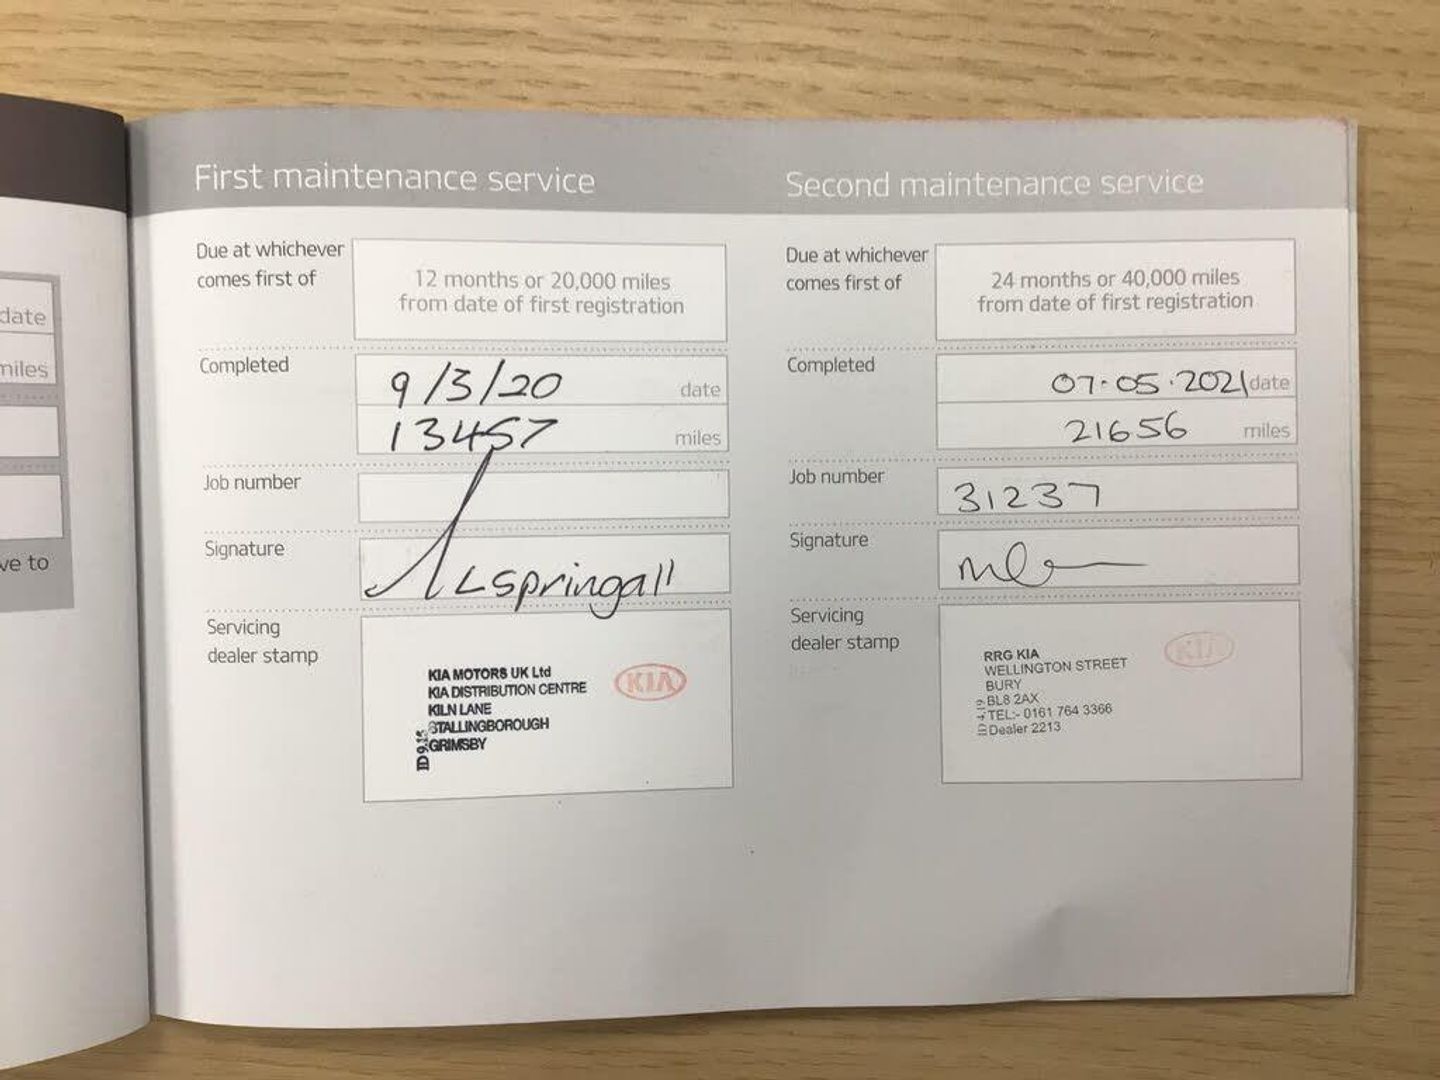 date
miles
ve to
First maintenance service
Due at whichever
comes first of
12 months or 20,000 miles
from date of first registration
Completed
9/3/20 date
13457 miles
Job number
Signature
LSpringall
Servicing
dealer stamp
KIA MOTORS UK Ltd
KIA DISTRIBUTION CENTRE
KILN LANE
STALLINGBOROUGH
GRIMSBY
KIA
Second maintenance service
Due at whichever
comes first of
24 months or 40,000 miles
from date of first registration
Completed
07.05.2021 date
21656 miles
Job number
31237
Signature
Servicing
dealer stamp
RRG KIA
WELLINGTON STREET
BURY
BL8 2AX
TEL:- 0161 764 3366
Dealer 2213
KIA